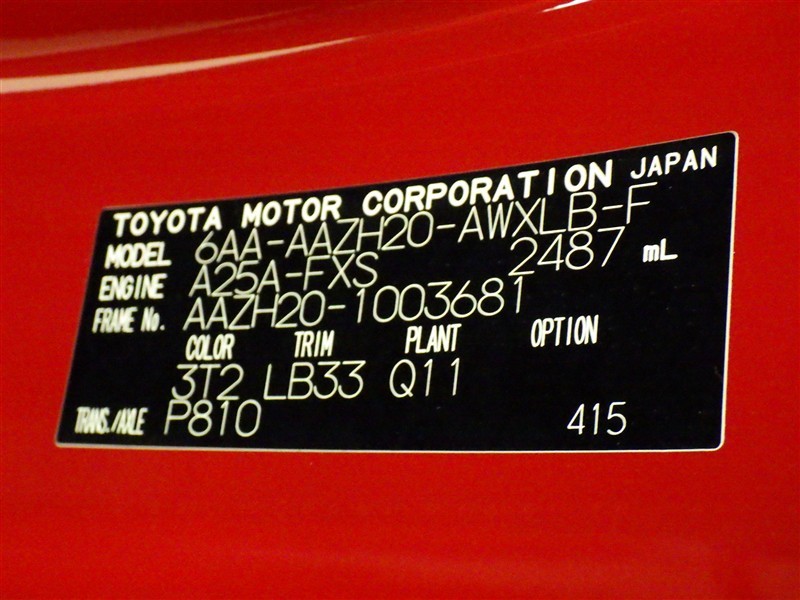 TOYOTA MOTOR CORPORATION JAPAN
MODEL 6AA-AAZH20-AWXLB-F
ENGINE A25A-FXS 2487 mL
FRAME No. AAZH20-1003681
COLOR TRIM PLANT OPTION
3T2 LB33 Q11
TRANS./AXLE P810 415